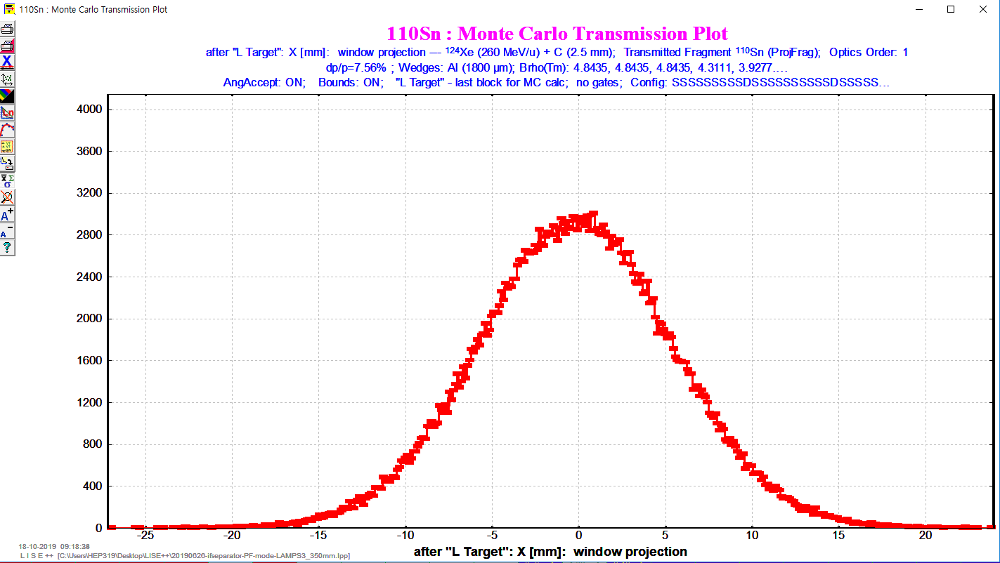 110Sn : Monte Carlo Transmission Plot
110Sn : Monte Carlo Transmission Plot
after "L Target": X [mm]: window projection — ¹²⁴Xe (260 MeV/u) + C (2.5 mm); Transmitted Fragment ¹¹⁰Sn (ProjFrag); Optics Order: 1
dp/p=7.56% ; Wedges: Al (1800 µm); Brho(Tm): 4.8435, 4.8435, 4.8435, 4.3111, 3.9277....
AngAccept: ON; Bounds: ON; "L Target" - last block for MC calc; no gates; Config: SSSSSSSSSDSSSSSSSSSSDSSSSS...
4000
3600
3200
2800
2400
2000
1600
1200
800
400
0
-25 -20 -15 -10 -5 0 5 10 15 20
after "L Target": X [mm]: window projection
18-10-2019
L I S E ++ [C:\Users\HEP319\Desktop\LISE++\20190626-ifseparator-PF-mode-LAMPS3_350mm.lpp]